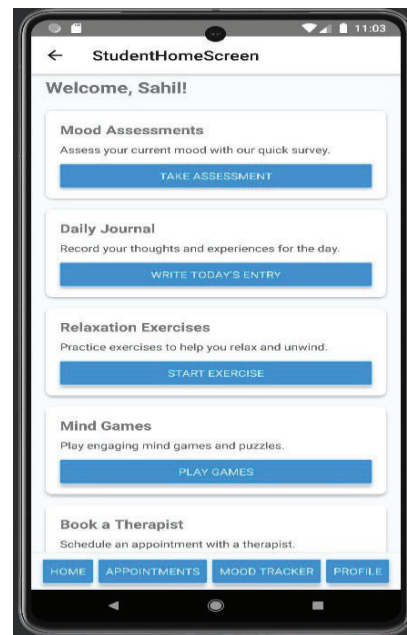 11:03
← StudentHomeScreen
Welcome, Sahil!
Mood Assessments
Assess your current mood with our quick survey.
TAKE ASSESSMENT
Daily Journal
Record your thoughts and experiences for the day.
WRITE TODAY'S ENTRY
Relaxation Exercises
Practice exercises to help you relax and unwind.
START EXERCISE
Mind Games
Play engaging mind games and puzzles.
PLAY GAMES
Book a Therapist
Schedule an appointment with a therapist.
HOME APPOINTMENTS MOOD TRACKER PROFILE